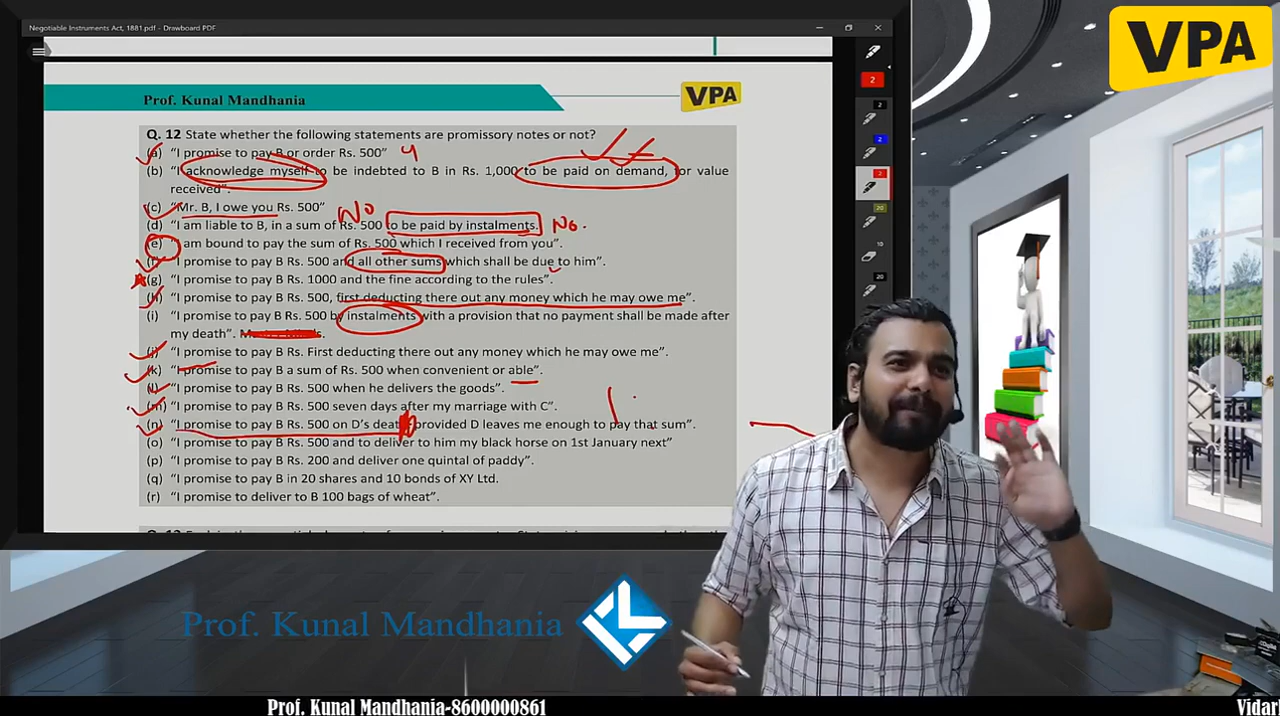 Negotiable Instruments Act, 1881.pdf - Drawboard PDF
VPA
Prof. Kunal Mandhania
VPA
Q. 12 State whether the following statements are promissory notes or not?
(a) "I promise to pay B or order Rs. 500"
(b) "I acknowledge myself to be indebted to B in Rs. 1,000 to be paid on demand, for value
received".
(c) "Mr. B, I owe you Rs. 500"
No
(d) "I am liable to B, in a sum of Rs. 500 to be paid by instalments. No.
(e) am bound to pay the sum of Rs. 500 which I received from you".
I promise to pay B Rs. 500 and all other sums which shall be due to him".
(g) "I promise to pay B Rs. 1000 and the fine according to the rules".
(h) "I promise to pay B Rs. 500, first deducting there out any money which he may owe me".
(i) "I promise to pay B Rs. 500 by instalments with a provision that no payment shall be made after
my death".
(j) "I promise to pay B Rs. First deducting there out any money which he may owe me".
(k) "I promise to pay B a sum of Rs. 500 when convenient or able".
(l) "I promise to pay B Rs. 500 when he delivers the goods".
(m) "I promise to pay B Rs. 500 seven days after my marriage with C".
(n) "I promise to pay B Rs. 500on D's death provided D leaves me enough to pay that sum".
(o) "I promise to pay B Rs. 500 and to deliver to him my black horse on 1st January next"
(p) "I promise to pay B Rs. 200 and deliver one quintal of paddy".
(q) "I promise to pay B in 20 shares and 10 bonds of XY Ltd.
(r) "I promise to deliver to B 100 bags of wheat".
Prof. Kunal Mandhania
Prof. Kunal Mandhania-8600000861
Vidar